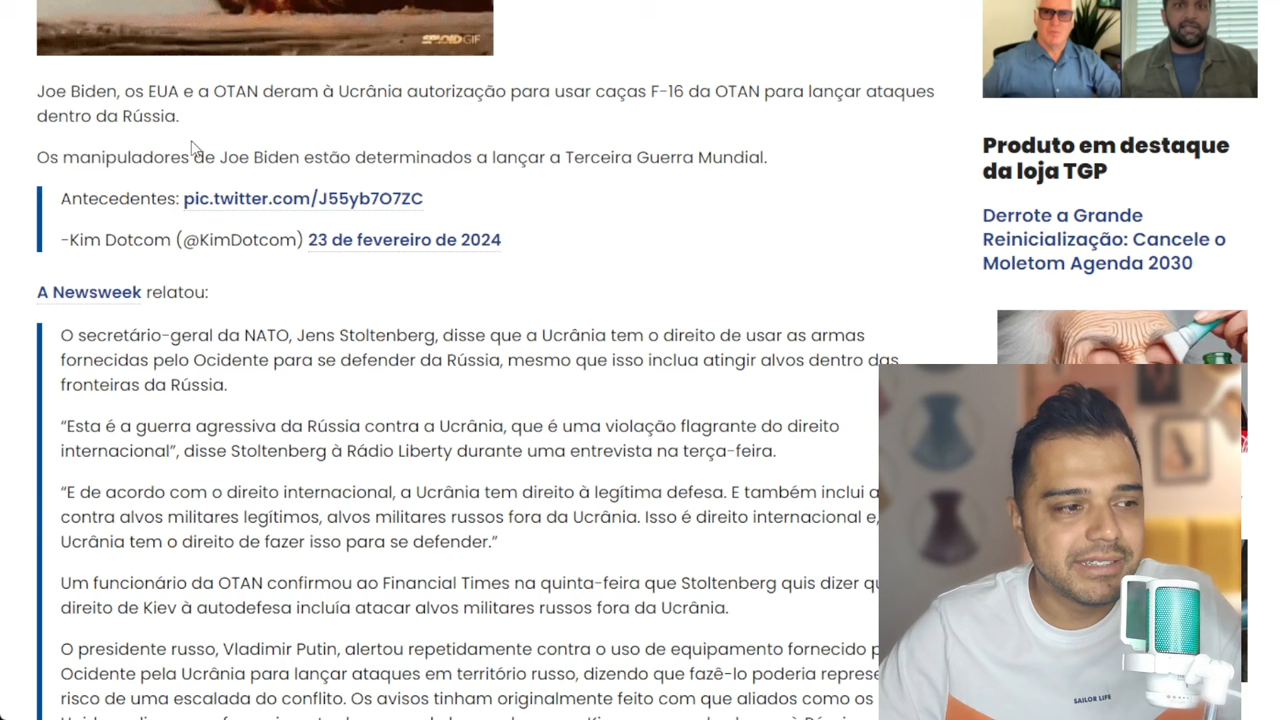 SPLOID GIF
Joe Biden, os EUA e a OTAN deram à Ucrânia autorização para usar caças F-16 da OTAN para lançar ataques
dentro da Rússia.
Os manipuladores de Joe Biden estão determinados a lançar a Terceira Guerra Mundial.
Antecedentes: pic.twitter.com/J55yb7O7ZC
-Kim Dotcom (@KimDotcom) 23 de fevereiro de 2024
A Newsweek relatou:
O secretário-geral da NATO, Jens Stoltenberg, disse que a Ucrânia tem o direito de usar as armas
fornecidas pelo Ocidente para se defender da Rússia, mesmo que isso inclua atingir alvos dentro das
fronteiras da Rússia.
“Esta é a guerra agressiva da Rússia contra a Ucrânia, que é uma violação flagrante do direito
internacional”, disse Stoltenberg à Rádio Liberty durante uma entrevista na terça-feira.
“E de acordo com o direito internacional, a Ucrânia tem direito à legítima defesa. E também inclui a
contra alvos militares legítimos, alvos militares russos fora da Ucrânia. Isso é direito internacional e,
Ucrânia tem o direito de fazer isso para se defender.”
Um funcionário da OTAN confirmou ao Financial Times na quinta-feira que Stoltenberg quis dizer qu
direito de Kiev à autodefesa incluía atacar alvos militares russos fora da Ucrânia.
O presidente russo, Vladimir Putin, alertou repetidamente contra o uso de equipamento fornecido p
Ocidente pela Ucrânia para lançar ataques em território russo, dizendo que fazê-lo poderia represe
risco de uma escalada do conflito. Os avisos tinham originalmente feito com que aliados como os
Produto em destaque
da loja TGP
Derrote a Grande
Reinicialização: Cancele o
Moletom Agenda 2030
SAILOR LIFE